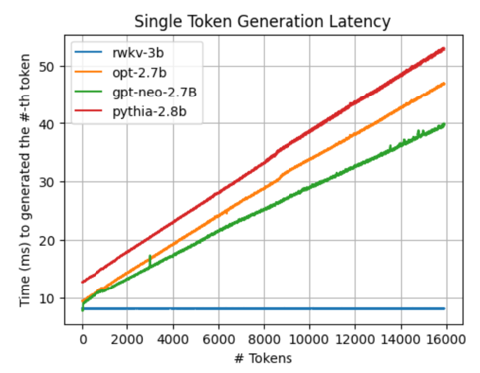 Single Token Generation Latency
rwkv-3b
opt-2.7b
gpt-neo-2.7B
pythia-2.8b
Time (ms) to generated the #-th token
50
40
30
20
10
0 2000 4000 6000 8000 10000 12000 14000 16000
# Tokens